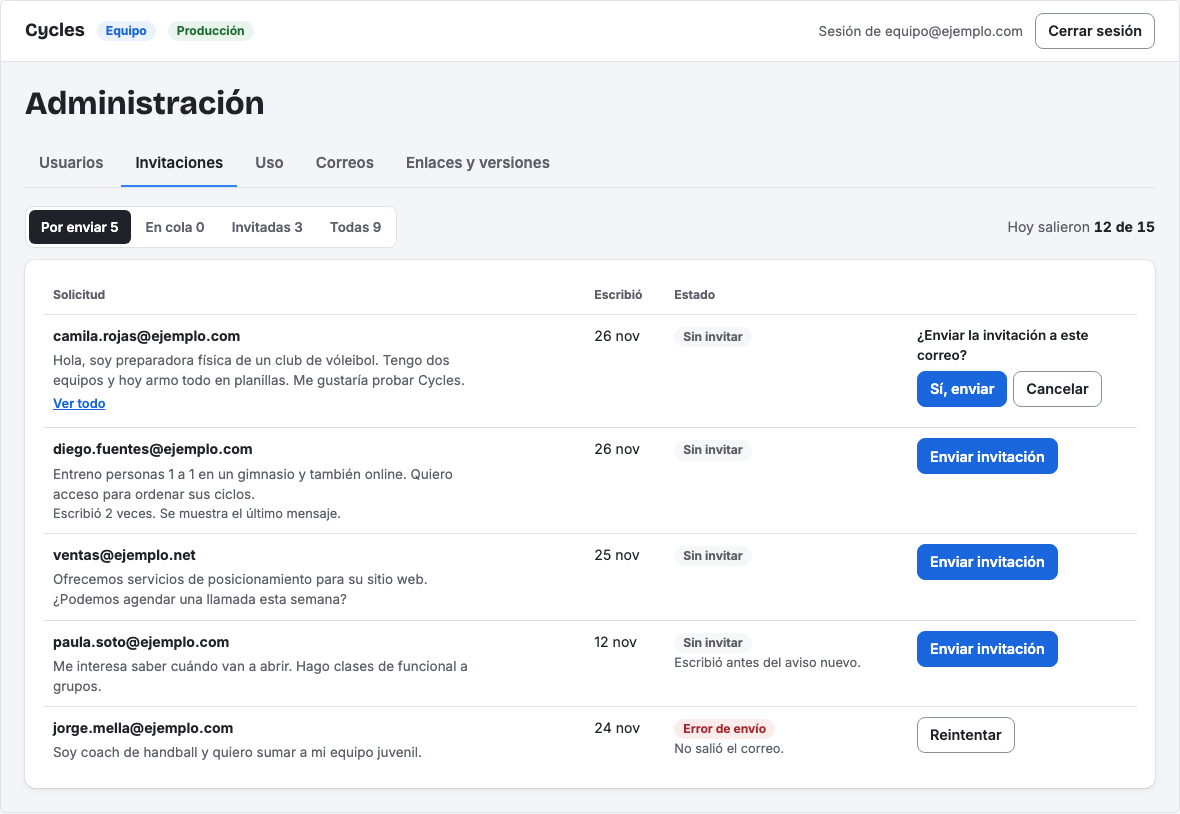 Cycles Equipo Producción Sesión de equipo@ejemplo.com Cerrar sesión
Administración
Usuarios Invitaciones Uso Correos Enlaces y versiones
Por enviar 5 En cola 0 Invitadas 3 Todas 9 Hoy salieron 12 de 15
Solicitud Escribió Estado
camila.rojas@ejemplo.com 26 nov Sin invitar ¿Enviar la invitación a este
correo?
Hola, soy preparadora física de un club de vóleibol. Tengo dos
equipos y hoy armo todo en planillas. Me gustaría probar Cycles.
Sí, enviar Cancelar
Ver todo
diego.fuentes@ejemplo.com 26 nov Sin invitar Enviar invitación
Entreno personas 1 a 1 en un gimnasio y también online. Quiero
acceso para ordenar sus ciclos.
Escribió 2 veces. Se muestra el último mensaje.
ventas@ejemplo.net 25 nov Sin invitar Enviar invitación
Ofrecemos servicios de posicionamiento para su sitio web.
¿Podemos agendar una llamada esta semana?
paula.soto@ejemplo.com 12 nov Sin invitar Enviar invitación
Escribió antes del aviso nuevo.
Me interesa saber cuándo van a abrir. Hago clases de funcional a
grupos.
jorge.mella@ejemplo.com 24 nov Error de envío Reintentar
No salió el correo.
Soy coach de handball y quiero sumar a mi equipo juvenil.